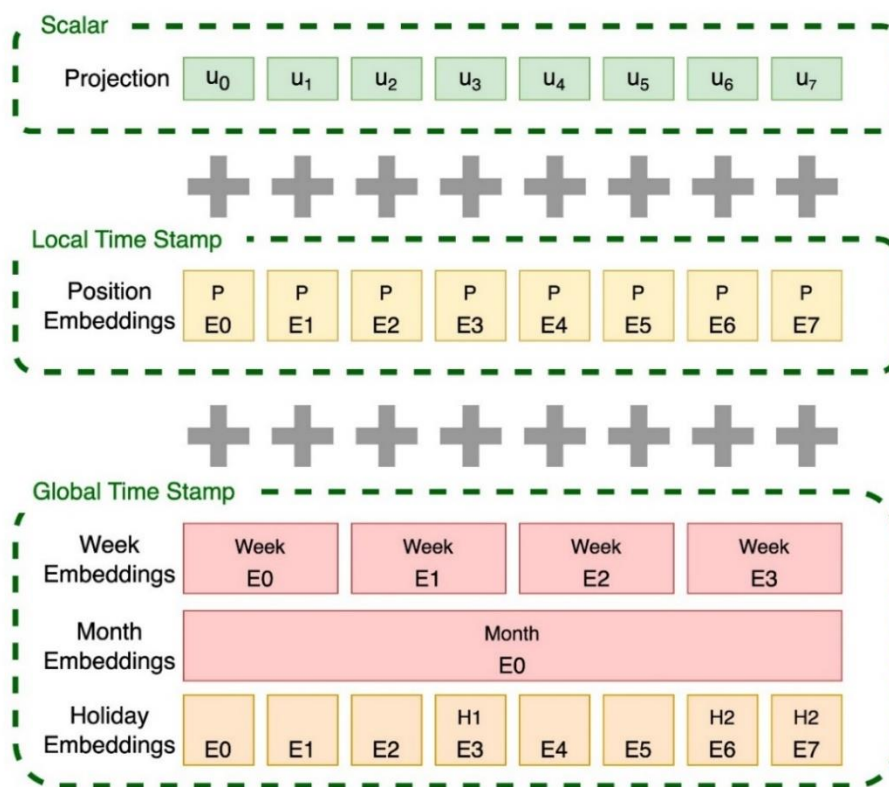 Scalar
Projection u₀ u₁ u₂ u₃ u₄ u₅ u₆ u₇
Local Time Stamp
Position P P P P P P P P
Embeddings E0 E1 E2 E3 E4 E5 E6 E7
Global Time Stamp
Week Week Week Week Week
Embeddings E0 E1 E2 E3
Month Month
Embeddings E0
Holiday H1 H2 H2
Embeddings E0 E1 E2 E3 E4 E5 E6 E7